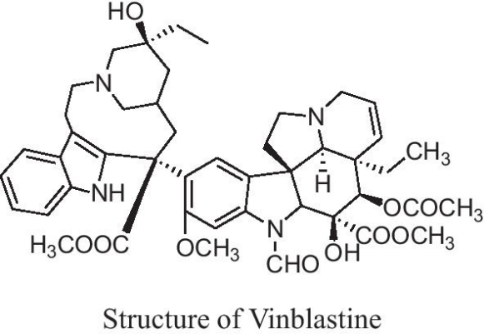 HO
N
N
CH₃
H
NH
OCOCH₃
H₃COOC
OCH₃
N
COOCH₃
OH
CHO
Structure of Vinblastine